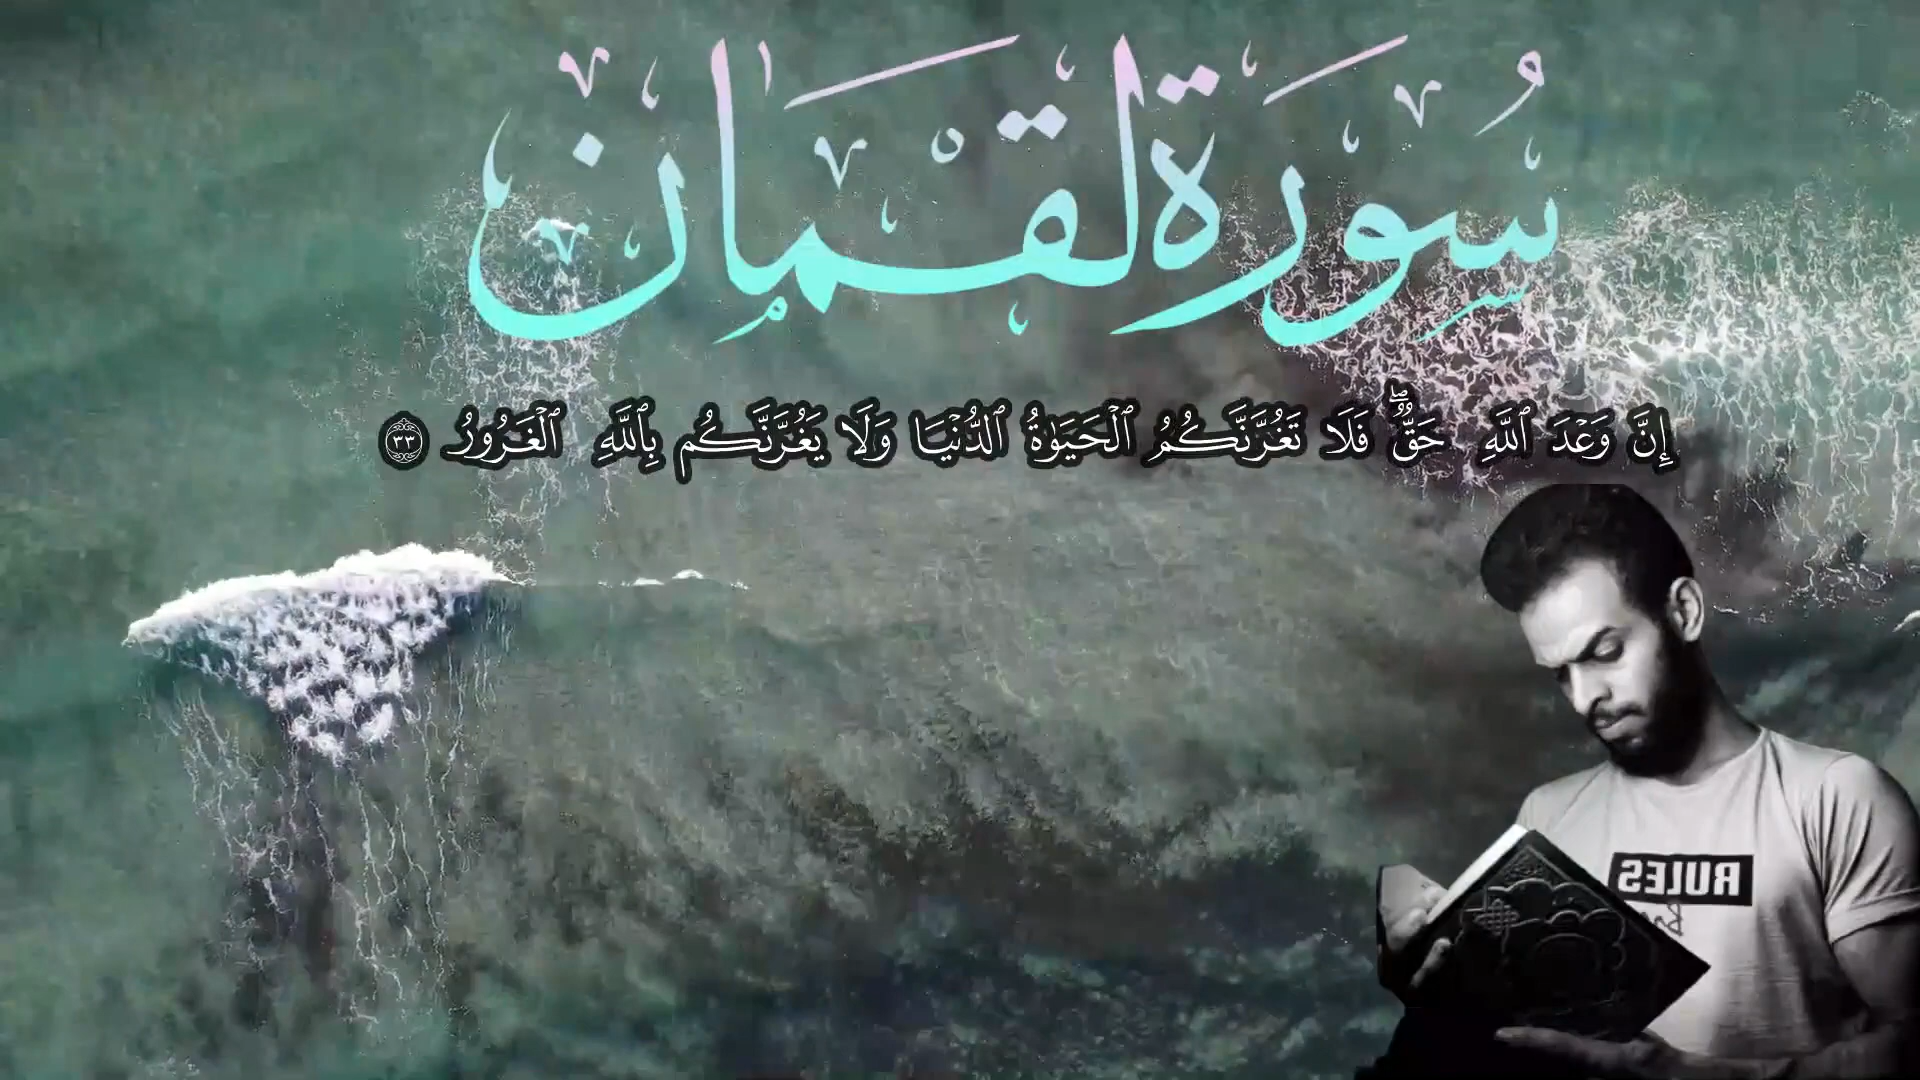 سُورَة لُقْمَان
إِنَّ وَعْدَ ٱللَّهِ حَقٌّۖ فَلَا تَغُرَّنَّكُمُ ٱلْحَيَوٰةُ ٱلدُّنْيَا وَلَا يَغُرَّنَّكُم بِٱللَّهِ ٱلْغَرُورُ ٣٣
RULES